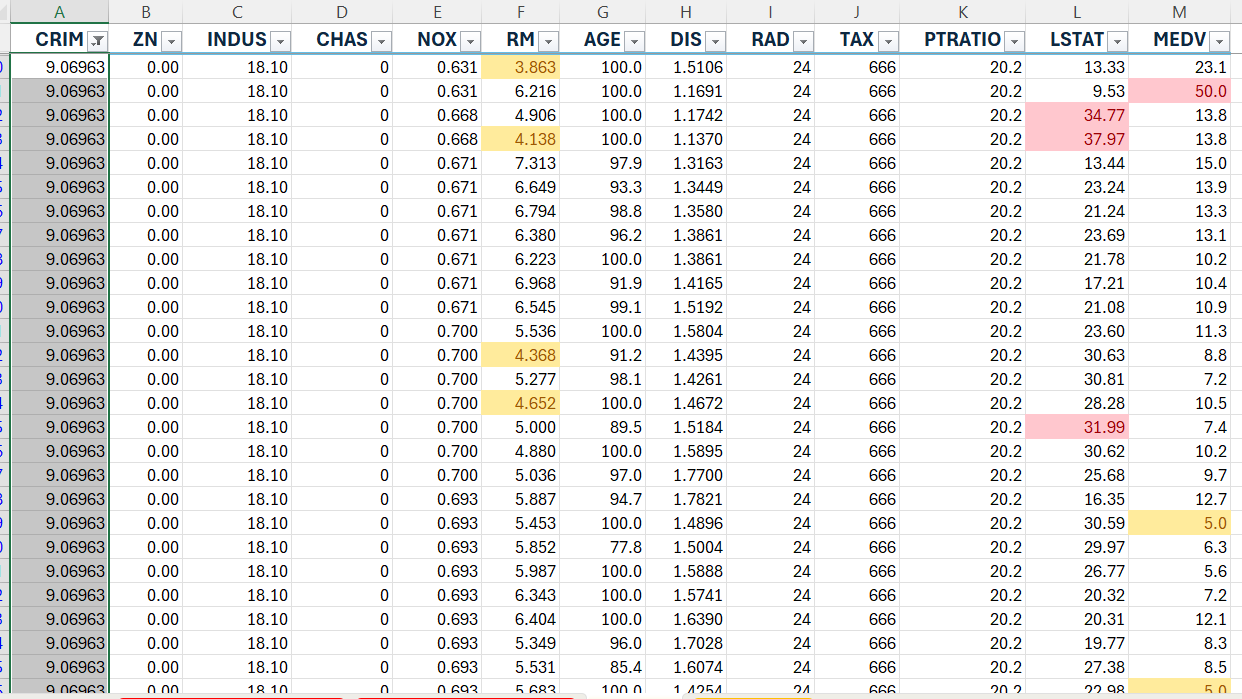 A B C D E F G H I J K L M
CRIM ZN INDUS CHAS NOX RM AGE DIS RAD TAX PTRATIO LSTAT MEDV
9.06963 0.00 18.10 0 0.631 3.863 100.0 1.5106 24 666 20.2 13.33 23.1
9.06963 0.00 18.10 0 0.631 6.216 100.0 1.1691 24 666 20.2 9.53 50.0
9.06963 0.00 18.10 0 0.668 4.906 100.0 1.1742 24 666 20.2 34.77 13.8
9.06963 0.00 18.10 0 0.668 4.138 100.0 1.1370 24 666 20.2 37.97 13.8
9.06963 0.00 18.10 0 0.671 7.313 97.9 1.3163 24 666 20.2 13.44 15.0
9.06963 0.00 18.10 0 0.671 6.649 93.3 1.3449 24 666 20.2 23.24 13.9
9.06963 0.00 18.10 0 0.671 6.794 98.8 1.3580 24 666 20.2 21.24 13.3
9.06963 0.00 18.10 0 0.671 6.380 96.2 1.3861 24 666 20.2 23.69 13.1
9.06963 0.00 18.10 0 0.671 6.223 100.0 1.3861 24 666 20.2 21.78 10.2
9.06963 0.00 18.10 0 0.671 6.968 91.9 1.4165 24 666 20.2 17.21 10.4
9.06963 0.00 18.10 0 0.671 6.545 99.1 1.5192 24 666 20.2 21.08 10.9
9.06963 0.00 18.10 0 0.700 5.536 100.0 1.5804 24 666 20.2 23.60 11.3
9.06963 0.00 18.10 0 0.700 4.368 91.2 1.4395 24 666 20.2 30.63 8.8
9.06963 0.00 18.10 0 0.700 5.277 98.1 1.4261 24 666 20.2 30.81 7.2
9.06963 0.00 18.10 0 0.700 4.652 100.0 1.4672 24 666 20.2 28.28 10.5
9.06963 0.00 18.10 0 0.700 5.000 89.5 1.5184 24 666 20.2 31.99 7.4
9.06963 0.00 18.10 0 0.700 4.880 100.0 1.5895 24 666 20.2 30.62 10.2
9.06963 0.00 18.10 0 0.700 5.036 97.0 1.7700 24 666 20.2 25.68 9.7
9.06963 0.00 18.10 0 0.693 5.887 94.7 1.7821 24 666 20.2 16.35 12.7
9.06963 0.00 18.10 0 0.693 5.453 100.0 1.4896 24 666 20.2 30.59 5.0
9.06963 0.00 18.10 0 0.693 5.852 77.8 1.5004 24 666 20.2 29.97 6.3
9.06963 0.00 18.10 0 0.693 5.987 100.0 1.5888 24 666 20.2 26.77 5.6
9.06963 0.00 18.10 0 0.693 6.343 100.0 1.5741 24 666 20.2 20.32 7.2
9.06963 0.00 18.10 0 0.693 6.404 100.0 1.6390 24 666 20.2 20.31 12.1
9.06963 0.00 18.10 0 0.693 5.349 96.0 1.7028 24 666 20.2 19.77 8.3
9.06963 0.00 18.10 0 0.693 5.531 85.4 1.6074 24 666 20.2 27.38 8.5
9.06963 0.00 18.10 0 0.693 5.683 100.0 1.4254 24 666 20.2 22.98 5.0